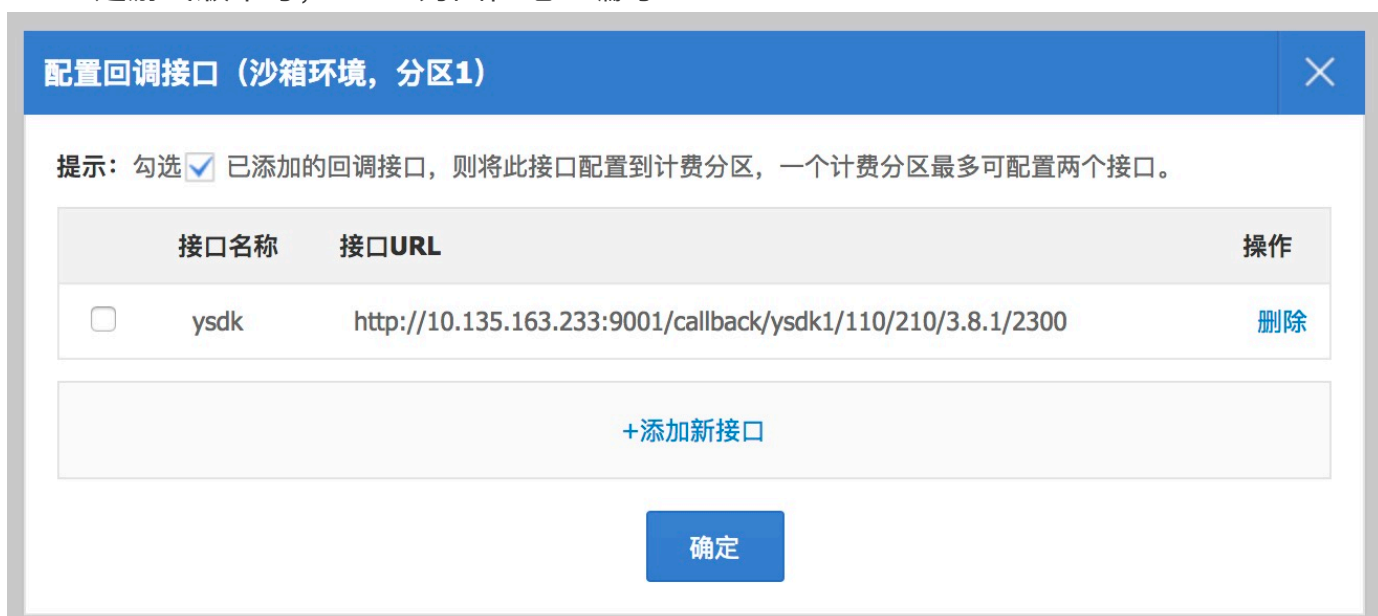 配置回调接口（沙箱环境，分区1）
提示：勾选 已添加的回调接口，则将此接口配置到计费分区，一个计费分区最多可配置两个接口。
接口名称 接口URL 操作
ysdk http://10.135.163.233:9001/callback/ysdk1/110/210/3.8.1/2300 删除
+添加新接口
确定